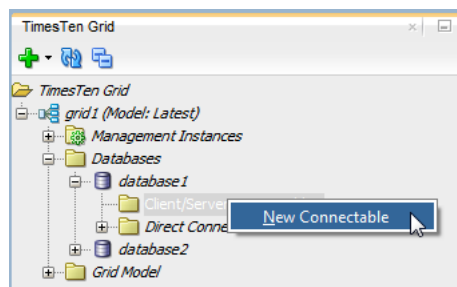 TimesTen Grid
TimesTen Grid
grid1 (Model: Latest)
Management Instances
Databases
database1
Client/Server
New Connectable
Direct Conne
database2
Grid Model